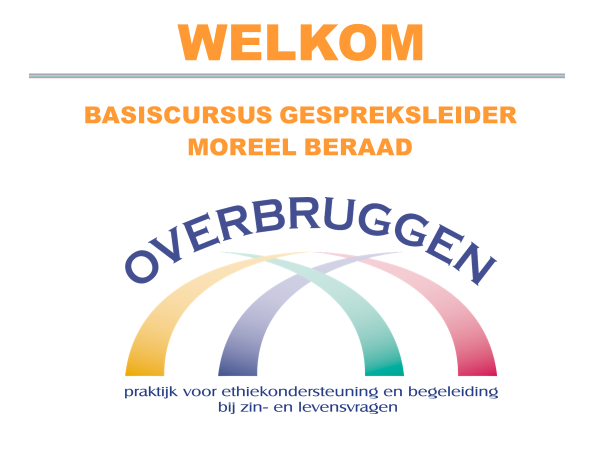 WELKOM
BASISCURSUS GESPREKSLEIDER
MOREEL BERAAD
OVERBRUGGEN
praktijk voor ethiekondersteuning en begeleiding
bij zin- en levensvragen